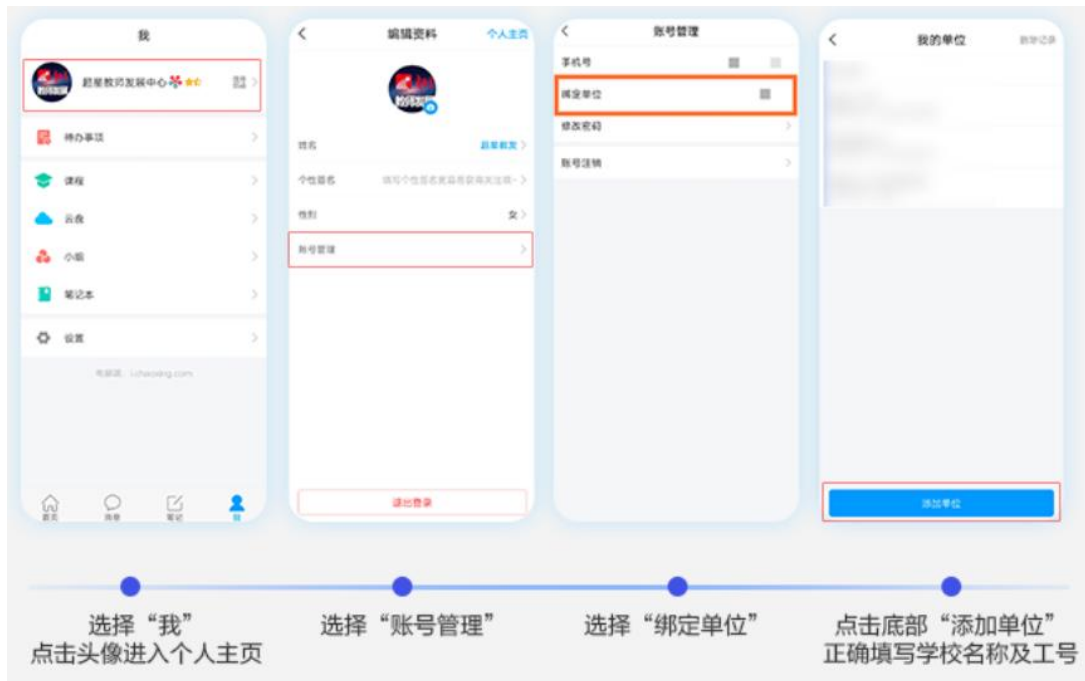 我
超星教师发展中心
待办事项
课程
云盘
小组
笔记本
设置
电脑端: i.chaoxing.com
首页
消息
笔记
我
编辑资料
个人主页
姓名
个性签名
性别
女
账号管理
退出登录
账号管理
手机号
绑定单位
修改密码
账号注销
我的单位
添加单位
选择“我”
点击头像进入个人主页
选择“账号管理”
选择“绑定单位”
点击底部“添加单位”
正确填写学校名称及工号